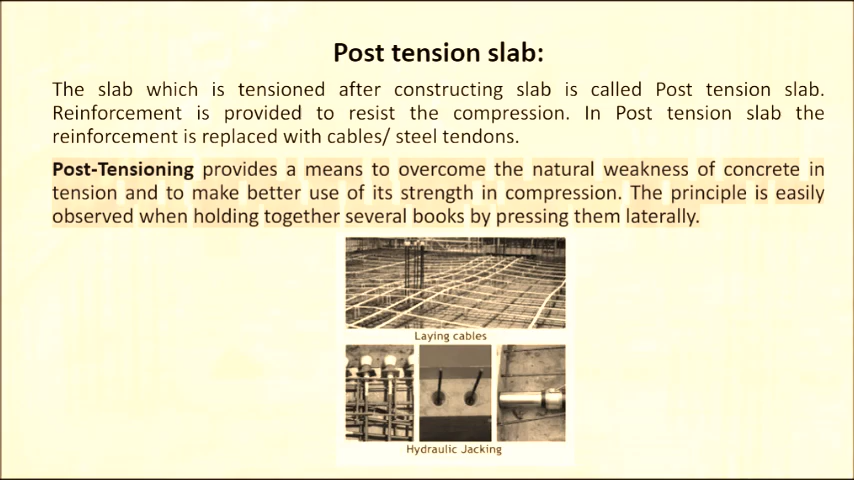 Post tension slab:
The slab which is tensioned after constructing slab is called Post tension slab.
Reinforcement is provided to resist the compression. In Post tension slab the
reinforcement is replaced with cables/ steel tendons.
Post-Tensioning provides a means to overcome the natural weakness of concrete in
tension and to make better use of its strength in compression. The principle is easily
observed when holding together several books by pressing them laterally.
Laying cables
Hydraulic Jacking